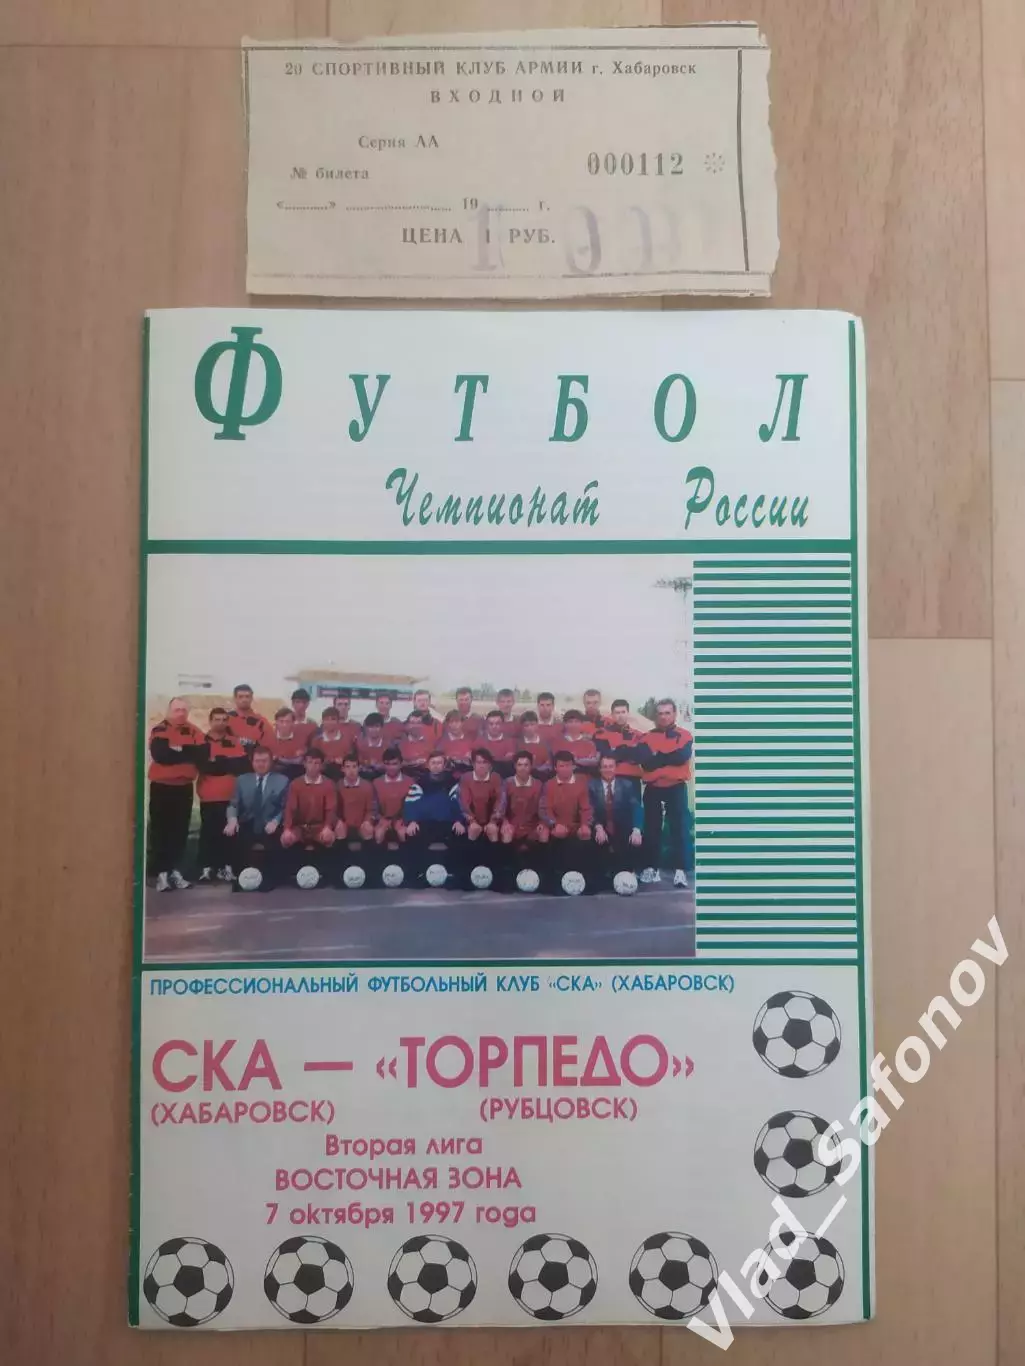 20 СПОРТИВНЫЙ КЛУБ АРМИИ г. Хабаровск
ВХОДНОЙ
Серия АА
№ билета 000112
«...........» ........................... 19 .......... г.
ЦЕНА 1 РУБ.
ФУТБОЛ
Чемпионат России
ПРОФЕССИОНАЛЬНЫЙ ФУТБОЛЬНЫЙ КЛУБ «СКА» (ХАБАРОВСК)
СКА — «ТОРПЕДО»
(ХАБАРОВСК) (РУБЦОВСК)
Вторая лига
ВОСТОЧНАЯ ЗОНА
7 октября 1997 года
Vlad_Safonov